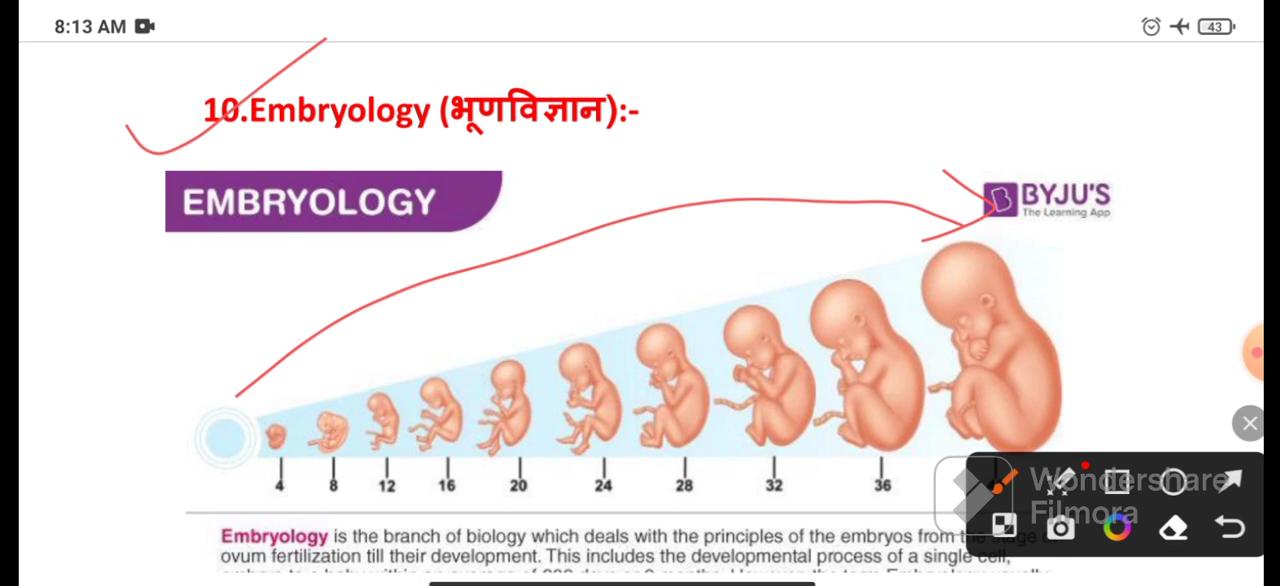 8:13 AM
43
10.Embryology (भूणविज्ञान):-
EMBRYOLOGY
BYJU'S
The Learning App
4 8 12 16 20 24 28 32 36
Wondershare
Filmora
Embryology is the branch of biology which deals with the principles of the embryos from the stage
ovum fertilization till their development. This includes the developmental process of a single cell,